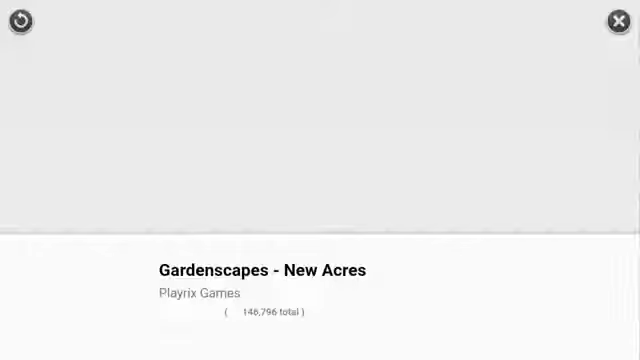 Gardenscapes - New Acres
Playrix Games
( 146,796 total )